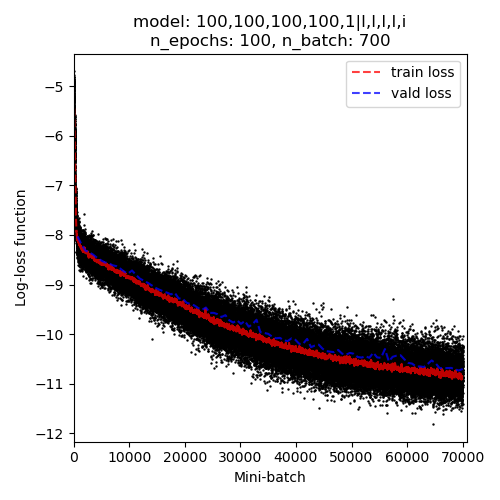 model: 100,100,100,100,1|l,l,l,l,i
n_epochs: 100, n_batch: 700
train loss
vald loss
Log-loss function
−5
−6
−7
−8
−9
−10
−11
−12
0 10000 20000 30000 40000 50000 60000 70000
Mini-batch